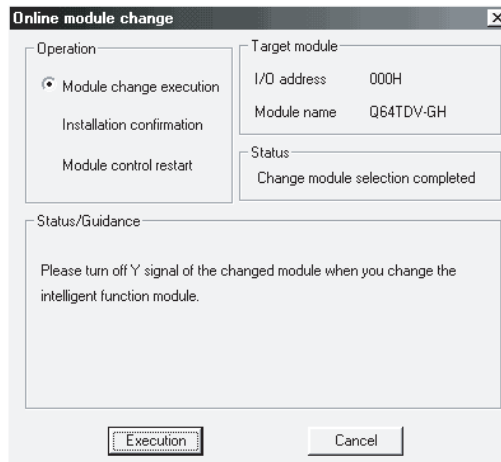 Online module change
Operation
Module change execution
Installation confirmation
Module control restart
Target module
I/O address 000H
Module name Q64TDV-GH
Status
Change module selection completed
Status/Guidance
Please turn off Y signal of the changed module when you change the
intelligent function module.
Execution Cancel